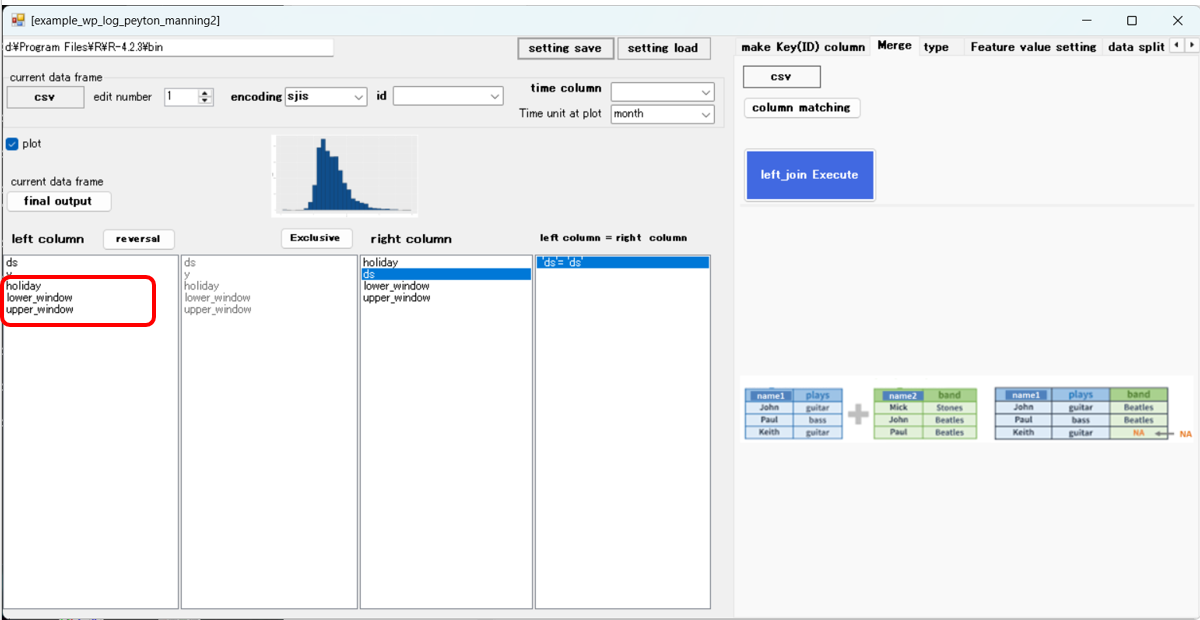 [example_wp_log_peyton_manning2]
d:¥Program Files¥R¥R-4.2.3¥bin
setting save
setting load
current data frame
csv
edit number
1
encoding
sjis
id
time column
Time unit at plot
month
plot
current data frame
final output
left column
reversal
Exclusive
right column
left column = right column
ds
y
holiday
lower_window
upper_window
ds
y
holiday
lower_window
upper_window
holiday
ds
lower_window
upper_window
'ds'= 'ds'
make Key(ID) column
Merge
type
Feature value setting
data split
csv
column matching
left_join Execute
name1 plays
John guitar
Paul bass
Keith guitar
name2 band
Mick Stones
John Beatles
Paul Beatles
name1 plays band
John guitar Beatles
Paul bass Beatles
Keith guitar NA
NA